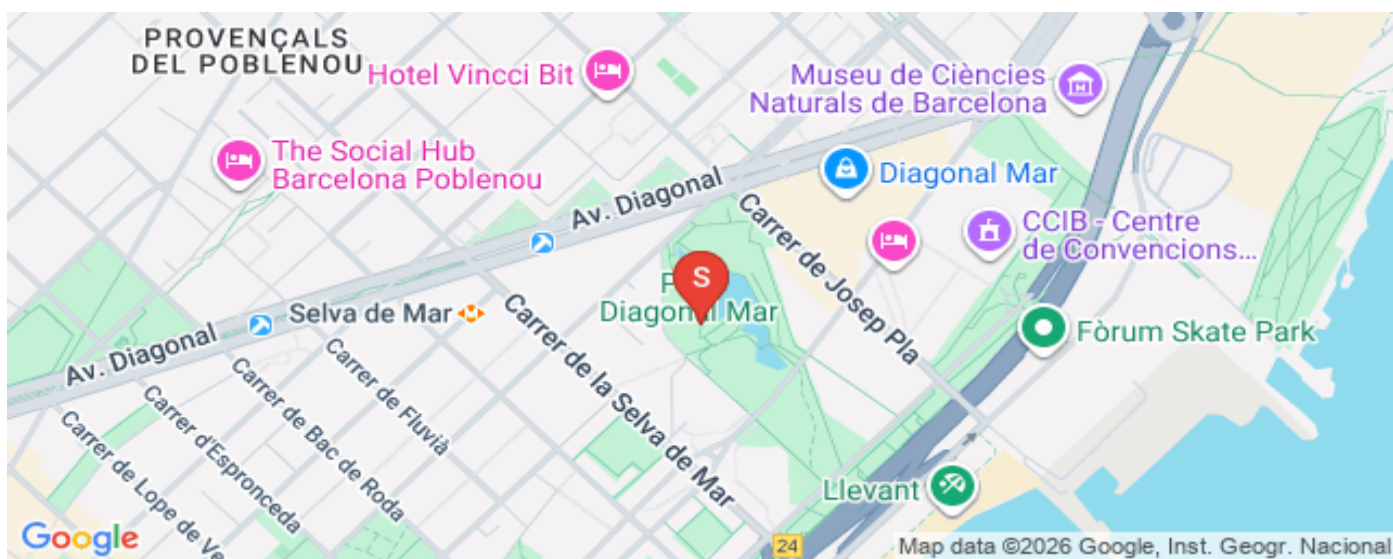 PROVENÇALS
DEL POBLENOU
Hotel Vincci Bit
Museu de Ciències
Naturals de Barcelona
The Social Hub
Barcelona Poblenou
Av. Diagonal
Diagonal Mar
Carrer de Josep Pla
CCIB - Centre
de Convencions...
S
P
Diagonal Mar
Selva de Mar
Carrer de la Selva de Mar
Fòrum Skate Park
Av. Diagonal
Carrer de Fluvià
Carrer de Bac de Roda
Carrer d'Espronceda
Carrer de Lope de Ve
Llevant
24
Google
Map data ©2026 Google, Inst. Geogr. Nacional